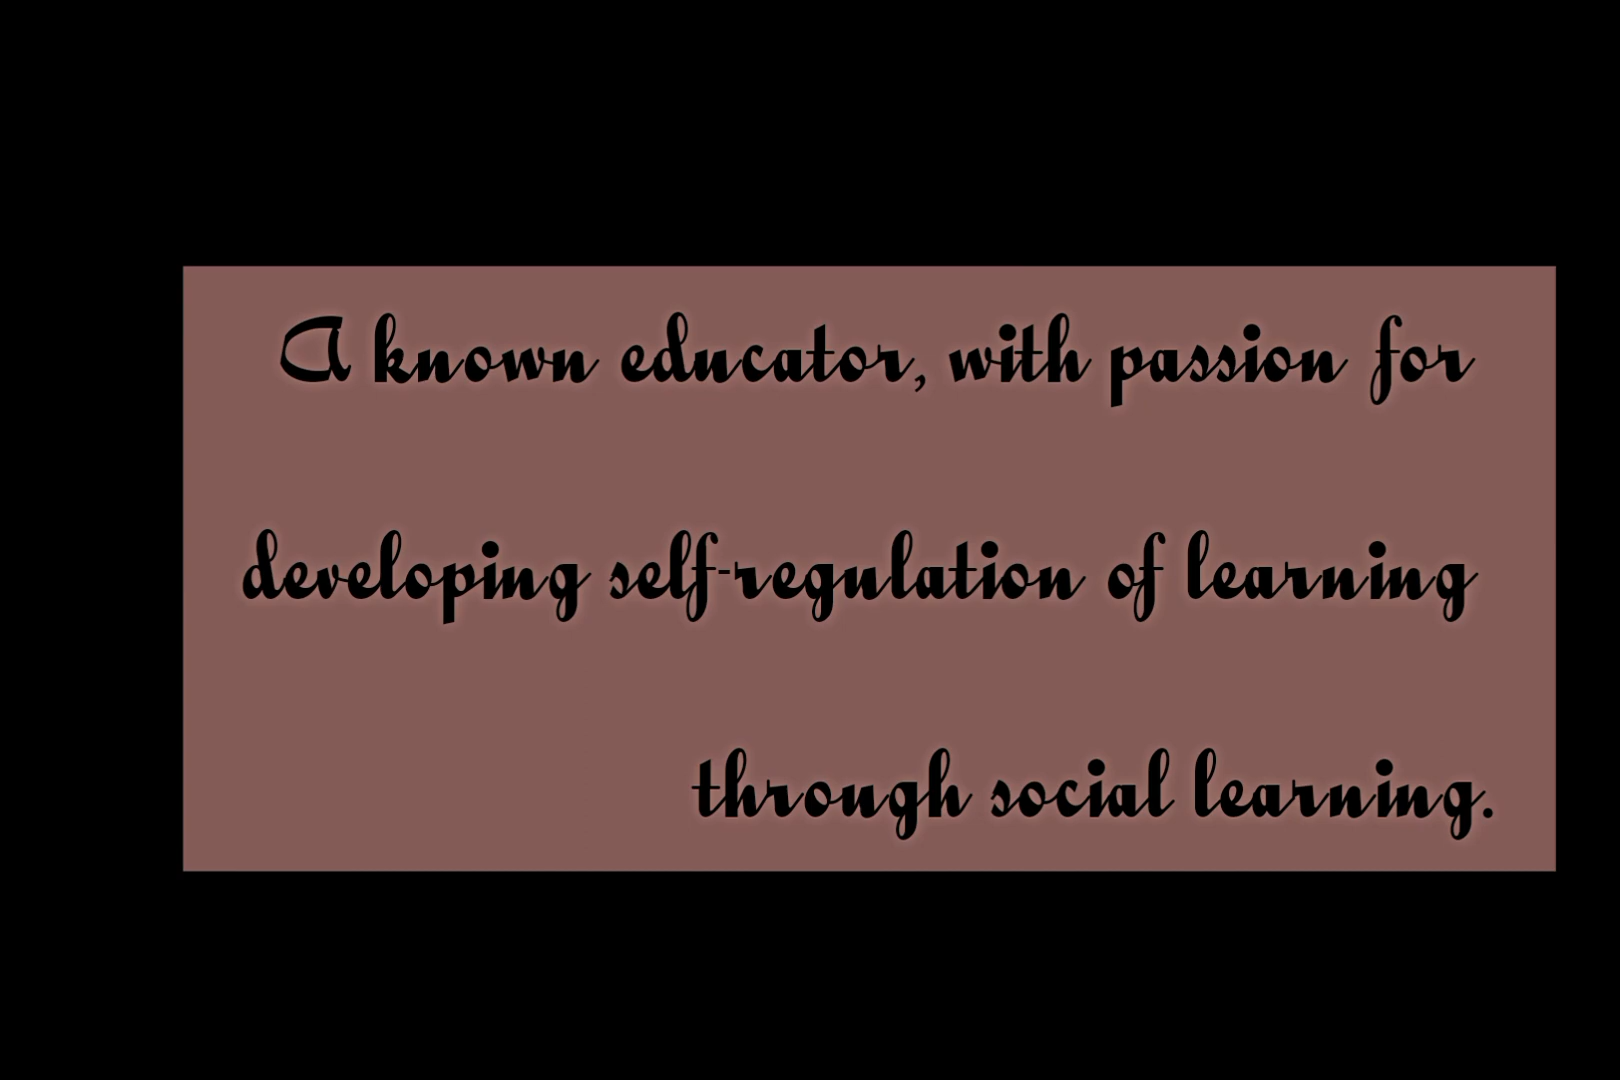 A known educator, with passion for
developing self-regulation of learning
through social learning.